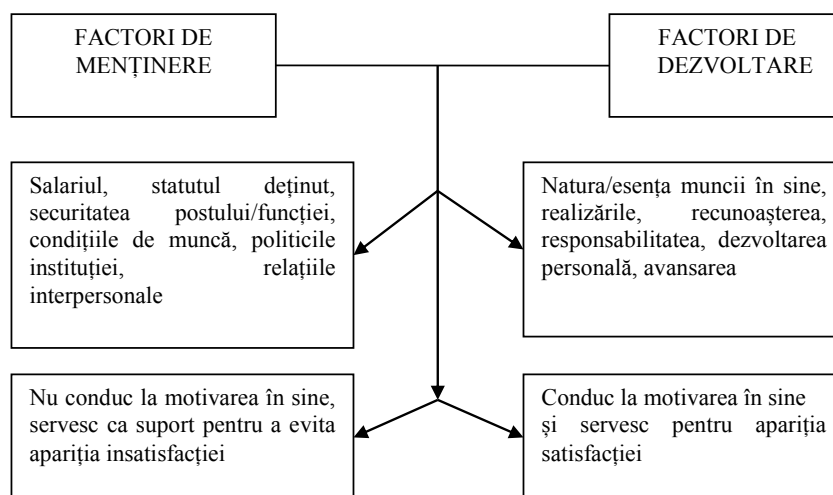 FACTORI DE
MENȚINERE
FACTORI DE
DEZVOLTARE
Salariul, statutul deținut,
securitatea postului/funcției,
condițiile de muncă, politicile
instituției, relațiile
interpersonale
Natura/esența muncii în sine,
realizările, recunoașterea,
responsabilitatea, dezvoltarea
personală, avansarea
Nu conduc la motivarea în sine,
servesc ca suport pentru a evita
apariția insatisfacției
Conduc la motivarea în sine
și servesc pentru apariția
satisfacției